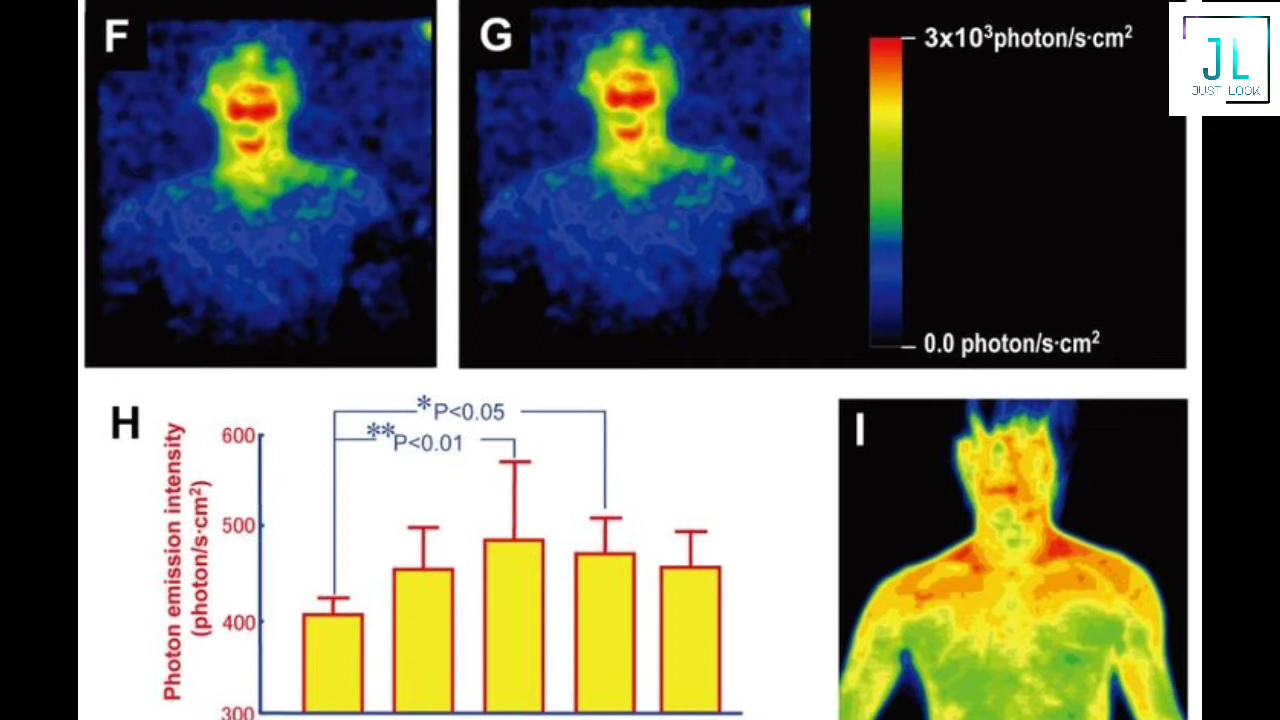 F
G
3x10³photon/s·cm²
JL
JUST LOOK
0.0 photon/s·cm²
H
*P<0.05
**P<0.01
Photon emission intensity
(photon/s·cm²)
600
500
400
300
I